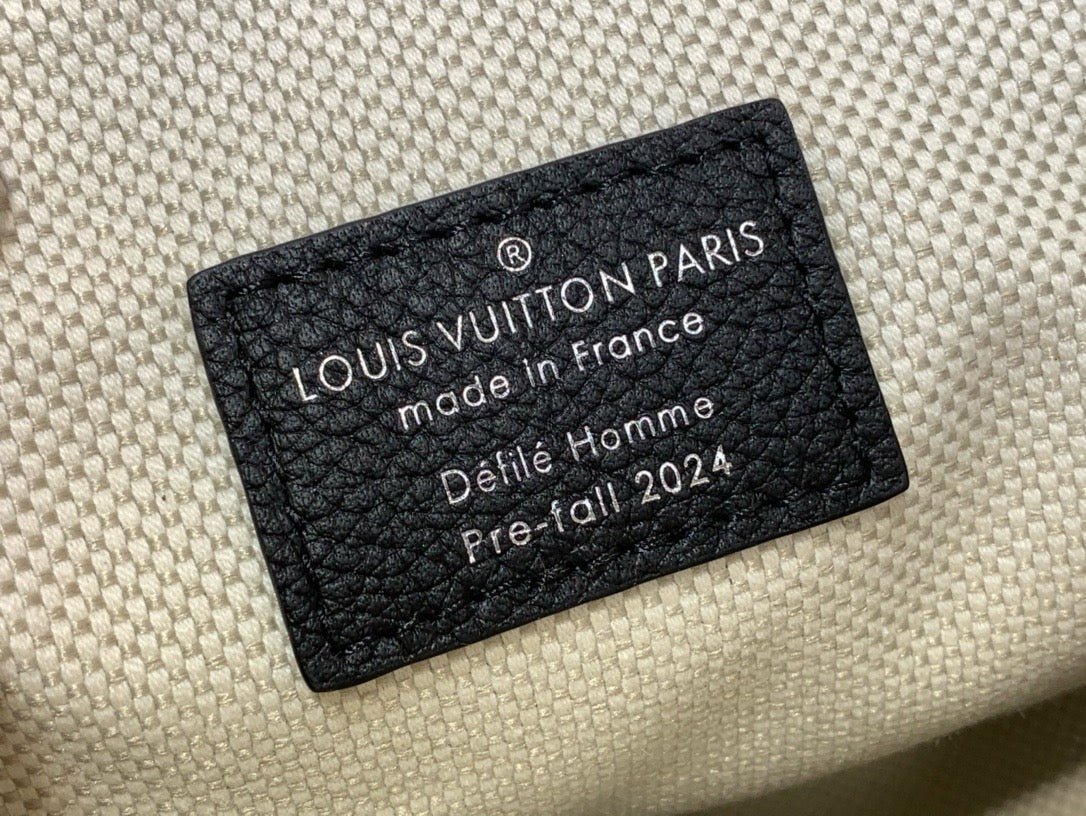 ®
LOUIS VUITTON PARIS
made in France
Défilé Homme
Pre-fall 2024